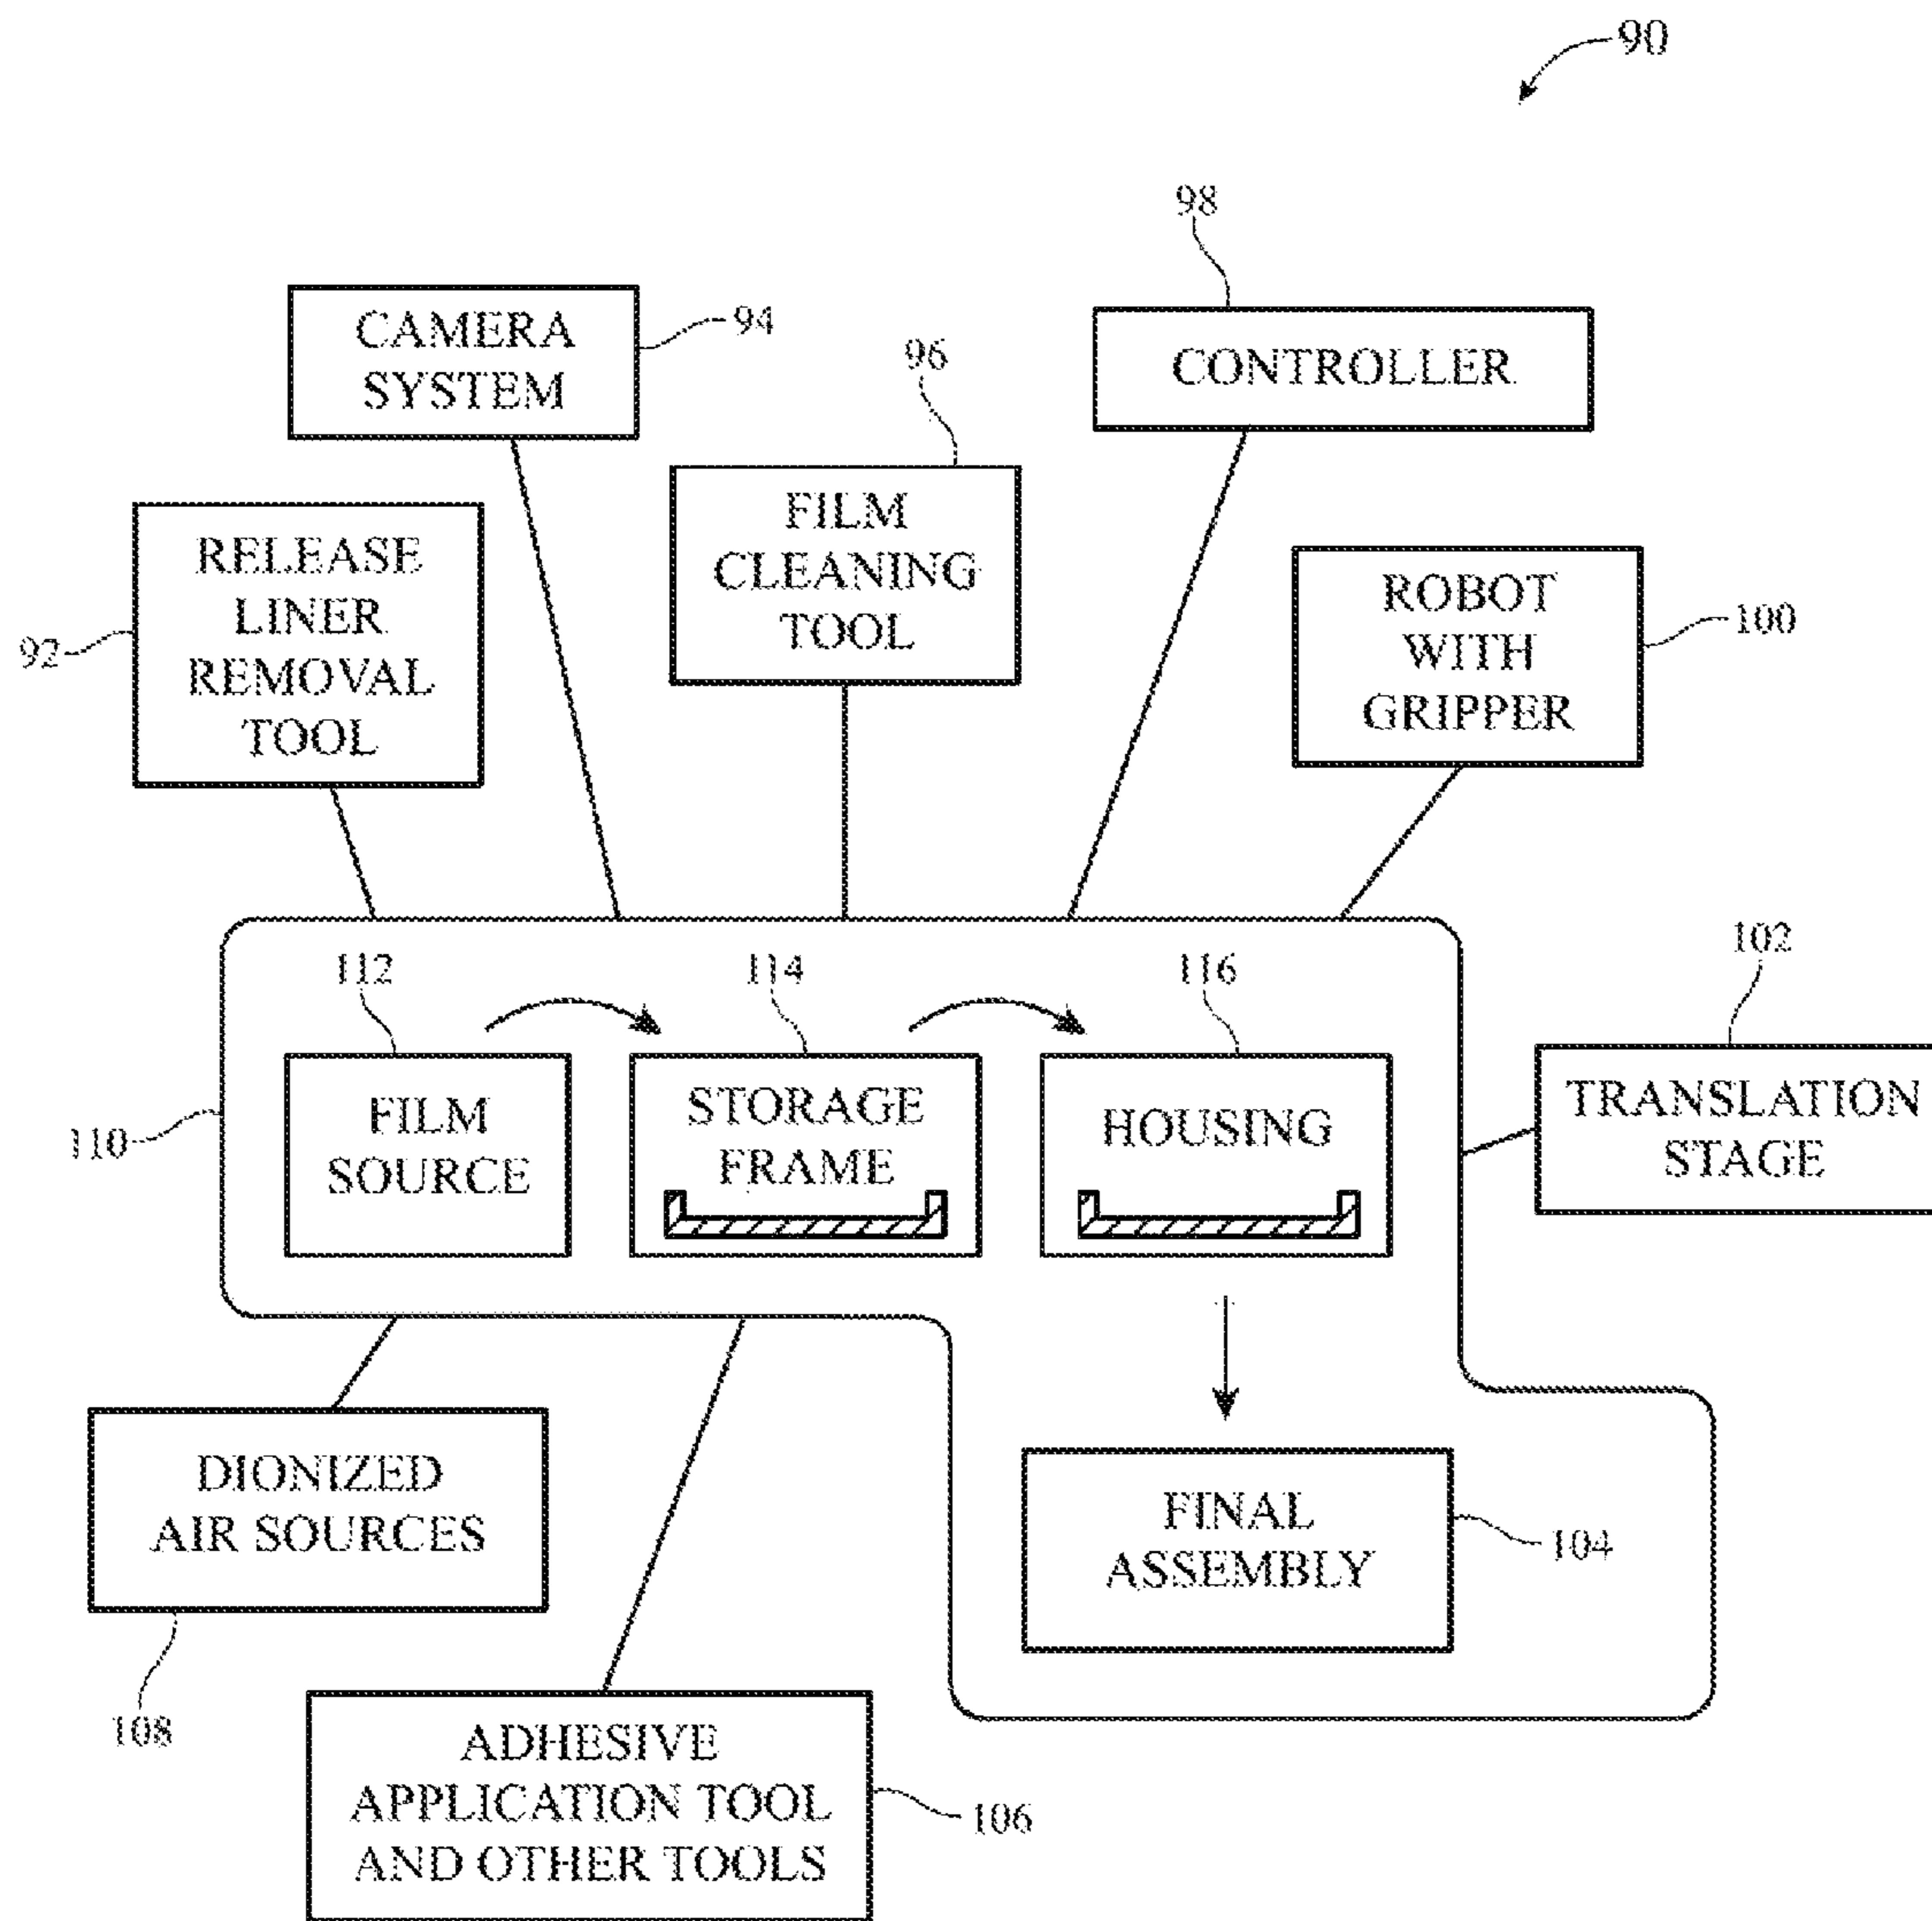 90
98
CAMERA
SYSTEM
94
96
CONTROLLER
RELEASE
LINER
REMOVAL
TOOL
92
FILM
CLEANING
TOOL
ROBOT
WITH
GRIPPER
100
102
112
114
116
TRANSLATION
STAGE
110
FILM
SOURCE
STORAGE
FRAME
HOUSING
DIONIZED
AIR SOURCES
108
FINAL
ASSEMBLY
104
ADHESIVE
APPLICATION TOOL
AND OTHER TOOLS
106